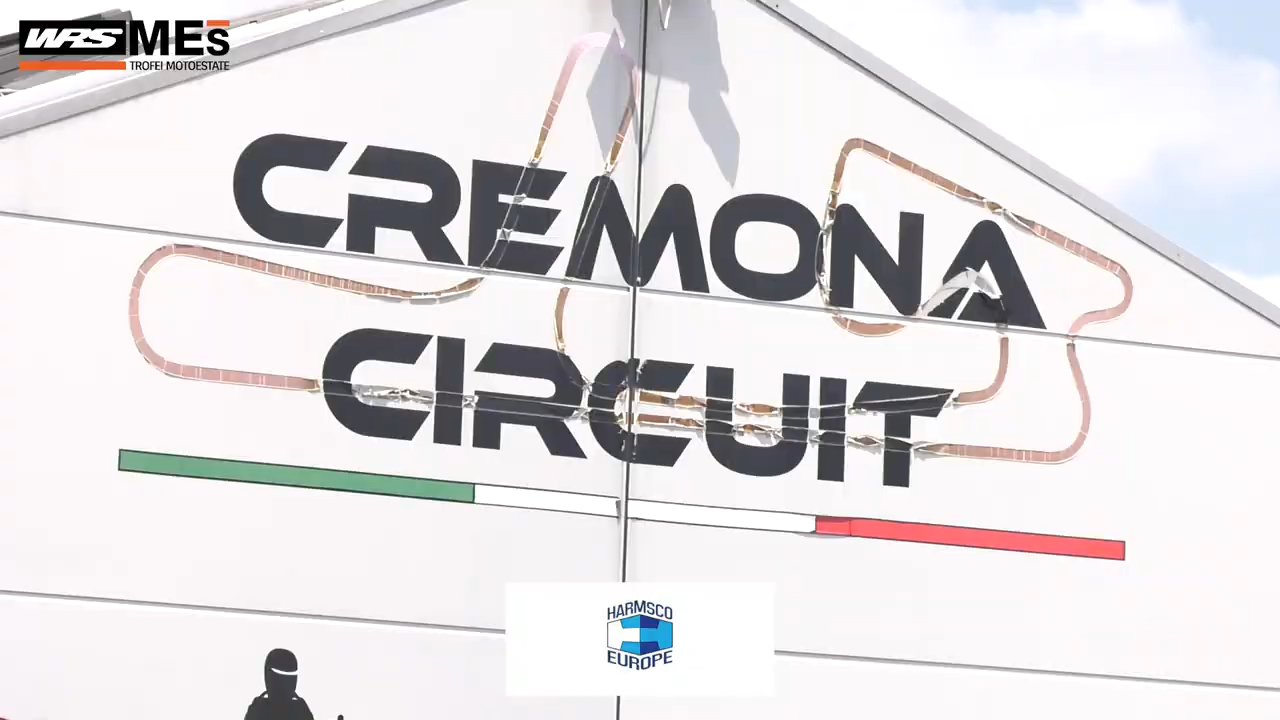 WRS MES
TROFEI MOTOESTATE
CREMONA
CIRCUIT
HARMSCO
EUROPE